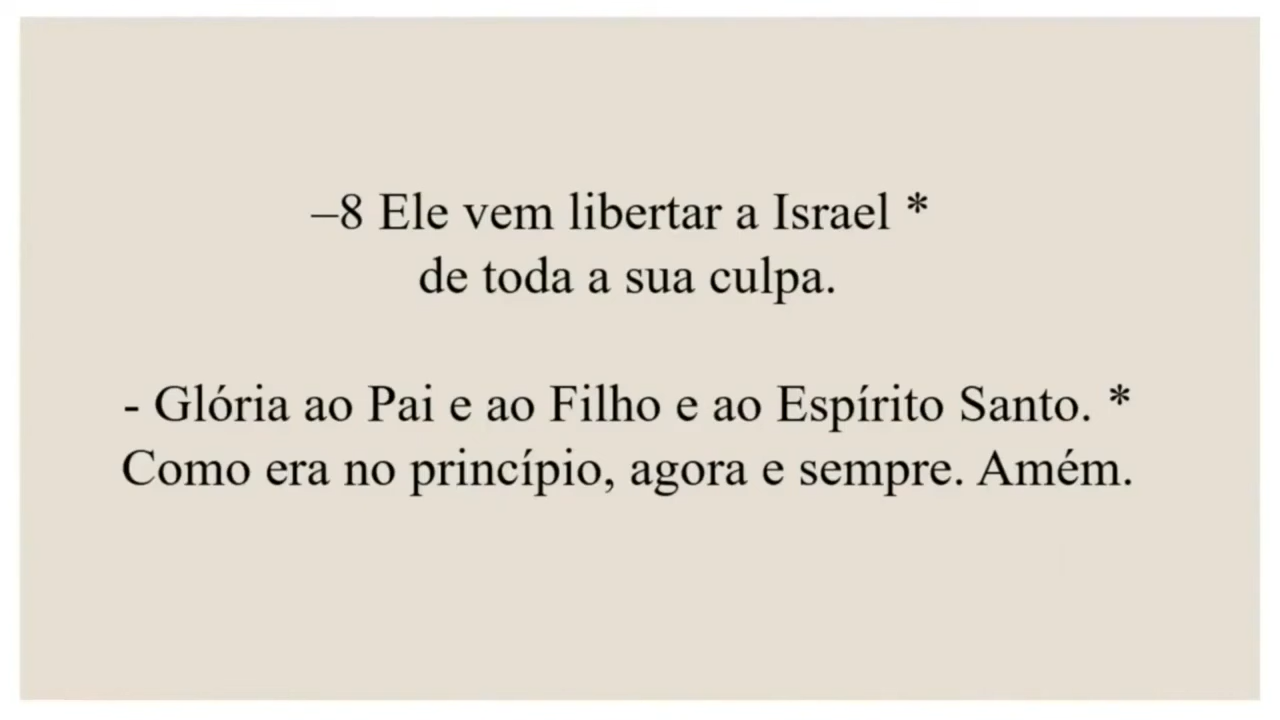 –8 Ele vem libertar a Israel *
de toda a sua culpa.
- Glória ao Pai e ao Filho e ao Espírito Santo. *
Como era no princípio, agora e sempre. Amém.